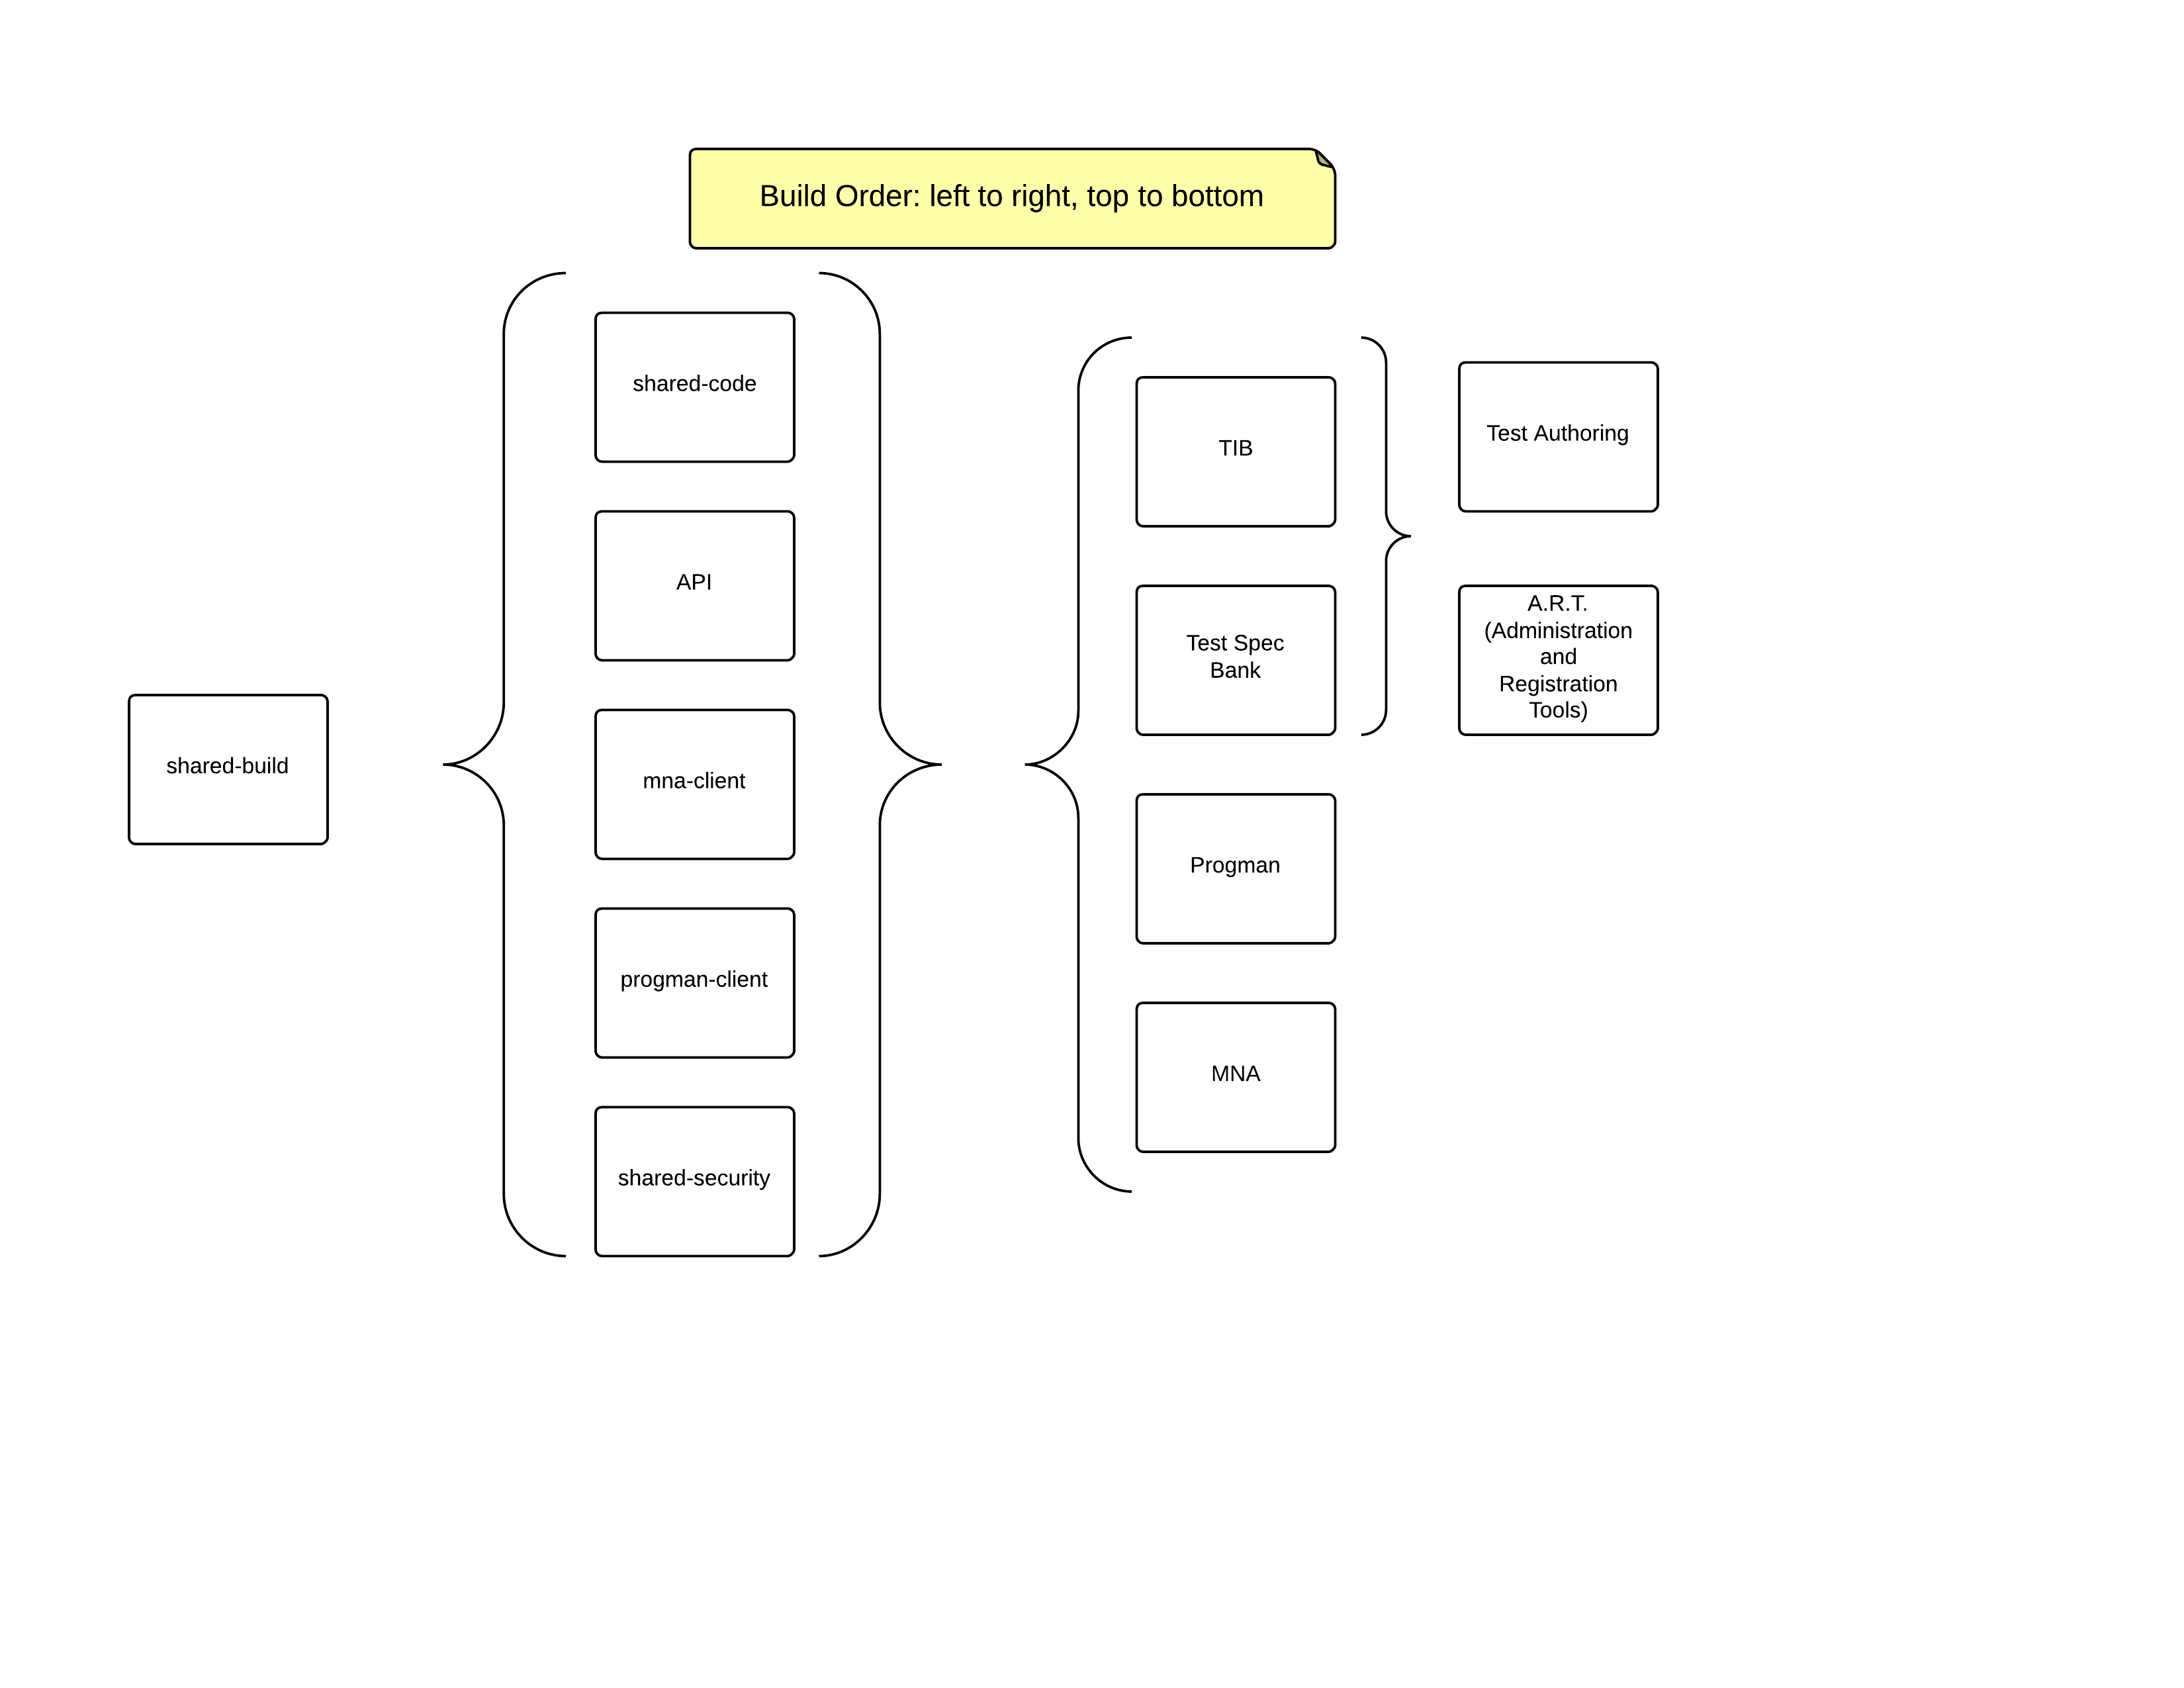 Build Order: left to right, top to bottom
shared-build
shared-code
API
mna-client
progman-client
shared-security
TIB
Test Spec
Bank
Progman
MNA
Test Authoring
A.R.T.
(Administration
and
Registration
Tools)